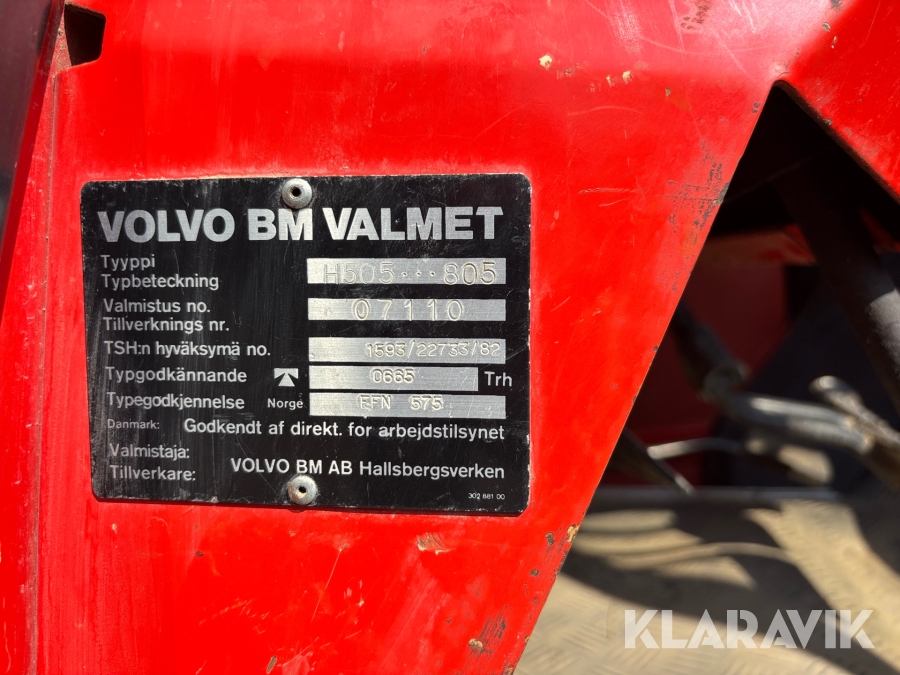 KLARAVIK
VOLVO BM VALMET
Tyyppi
Typbeteckning H505---805
Valmistus no.
Tillverknings nr. 07110
TSH:n hyväksymä no. 1593/22733/82
Typgodkännande 0665 Trh
Typegodkjennelse Norge EFN 575
Danmark: Godkendt af direkt. for arbejdstilsynet
Valmistaja:
Tillverkare: VOLVO BM AB Hallsbergsverken
302 881 00
KLARAVIK